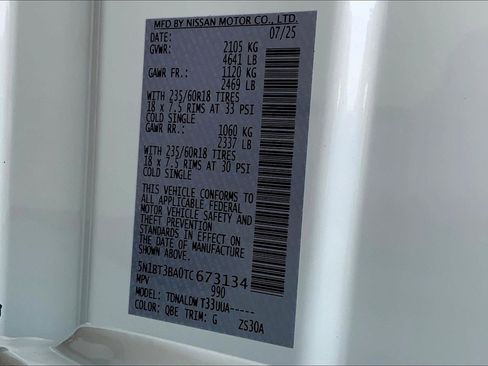 MFD BY NISSAN MOTOR CO., LTD.
DATE: 07/25
GVWR: 2105 KG
4641 LB
GAWR FR.: 1120 KG
2469 LB
WITH 235/60R18 TIRES
18 x 7.5 RIMS AT 33 PSI
COLD SINGLE
GAWR RR.: 1060 KG
2337 LB
WITH 235/60R18 TIRES
18 x 7.5 RIMS AT 30 PSI
COLD SINGLE
THIS VEHICLE CONFORMS TO
ALL APPLICABLE FEDERAL
MOTOR VEHICLE SAFETY AND
THEFT PREVENTION
STANDARDS IN EFFECT ON
THE DATE OF MANUFACTURE
SHOWN ABOVE.
5N1BT3BA0TC673134
MPV 990
MODEL: TDNALDW T33UUA-----
COLOR; QBE TRIM: G ZS30A